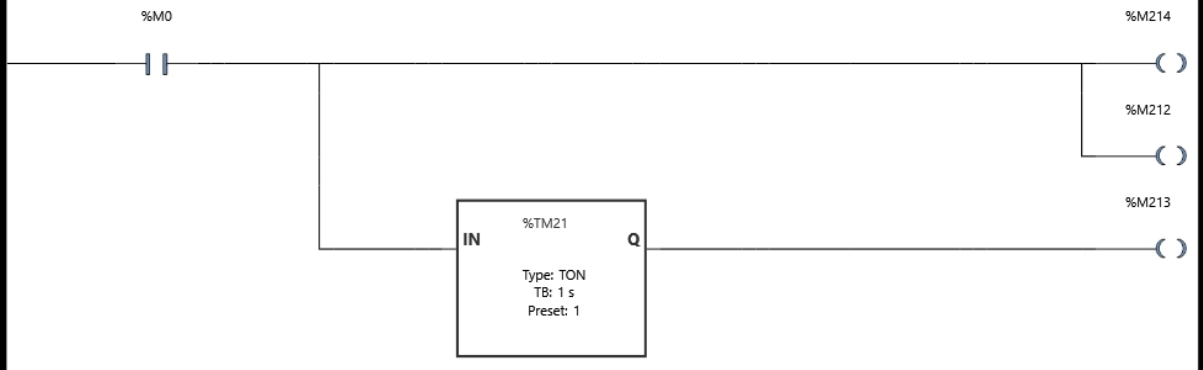 %M0
%M214
%M212
%M213
%TM21
IN
Q
Type: TON
TB: 1 s
Preset: 1